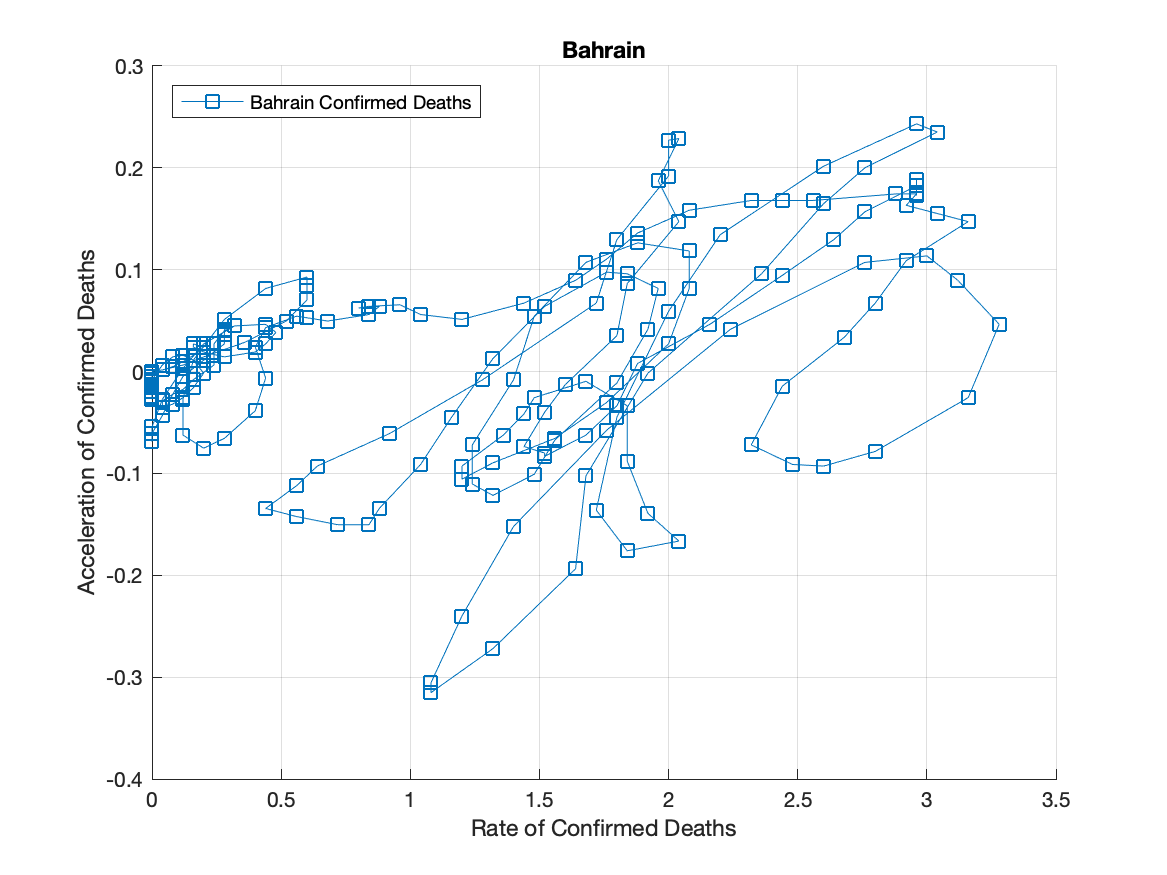 Bahrain
Bahrain Confirmed Deaths
0.3
0.2
0.1
0
-0.1
-0.2
-0.3
-0.4
Acceleration of Confirmed Deaths
0 0.5 1 1.5 2 2.5 3 3.5
Rate of Confirmed Deaths